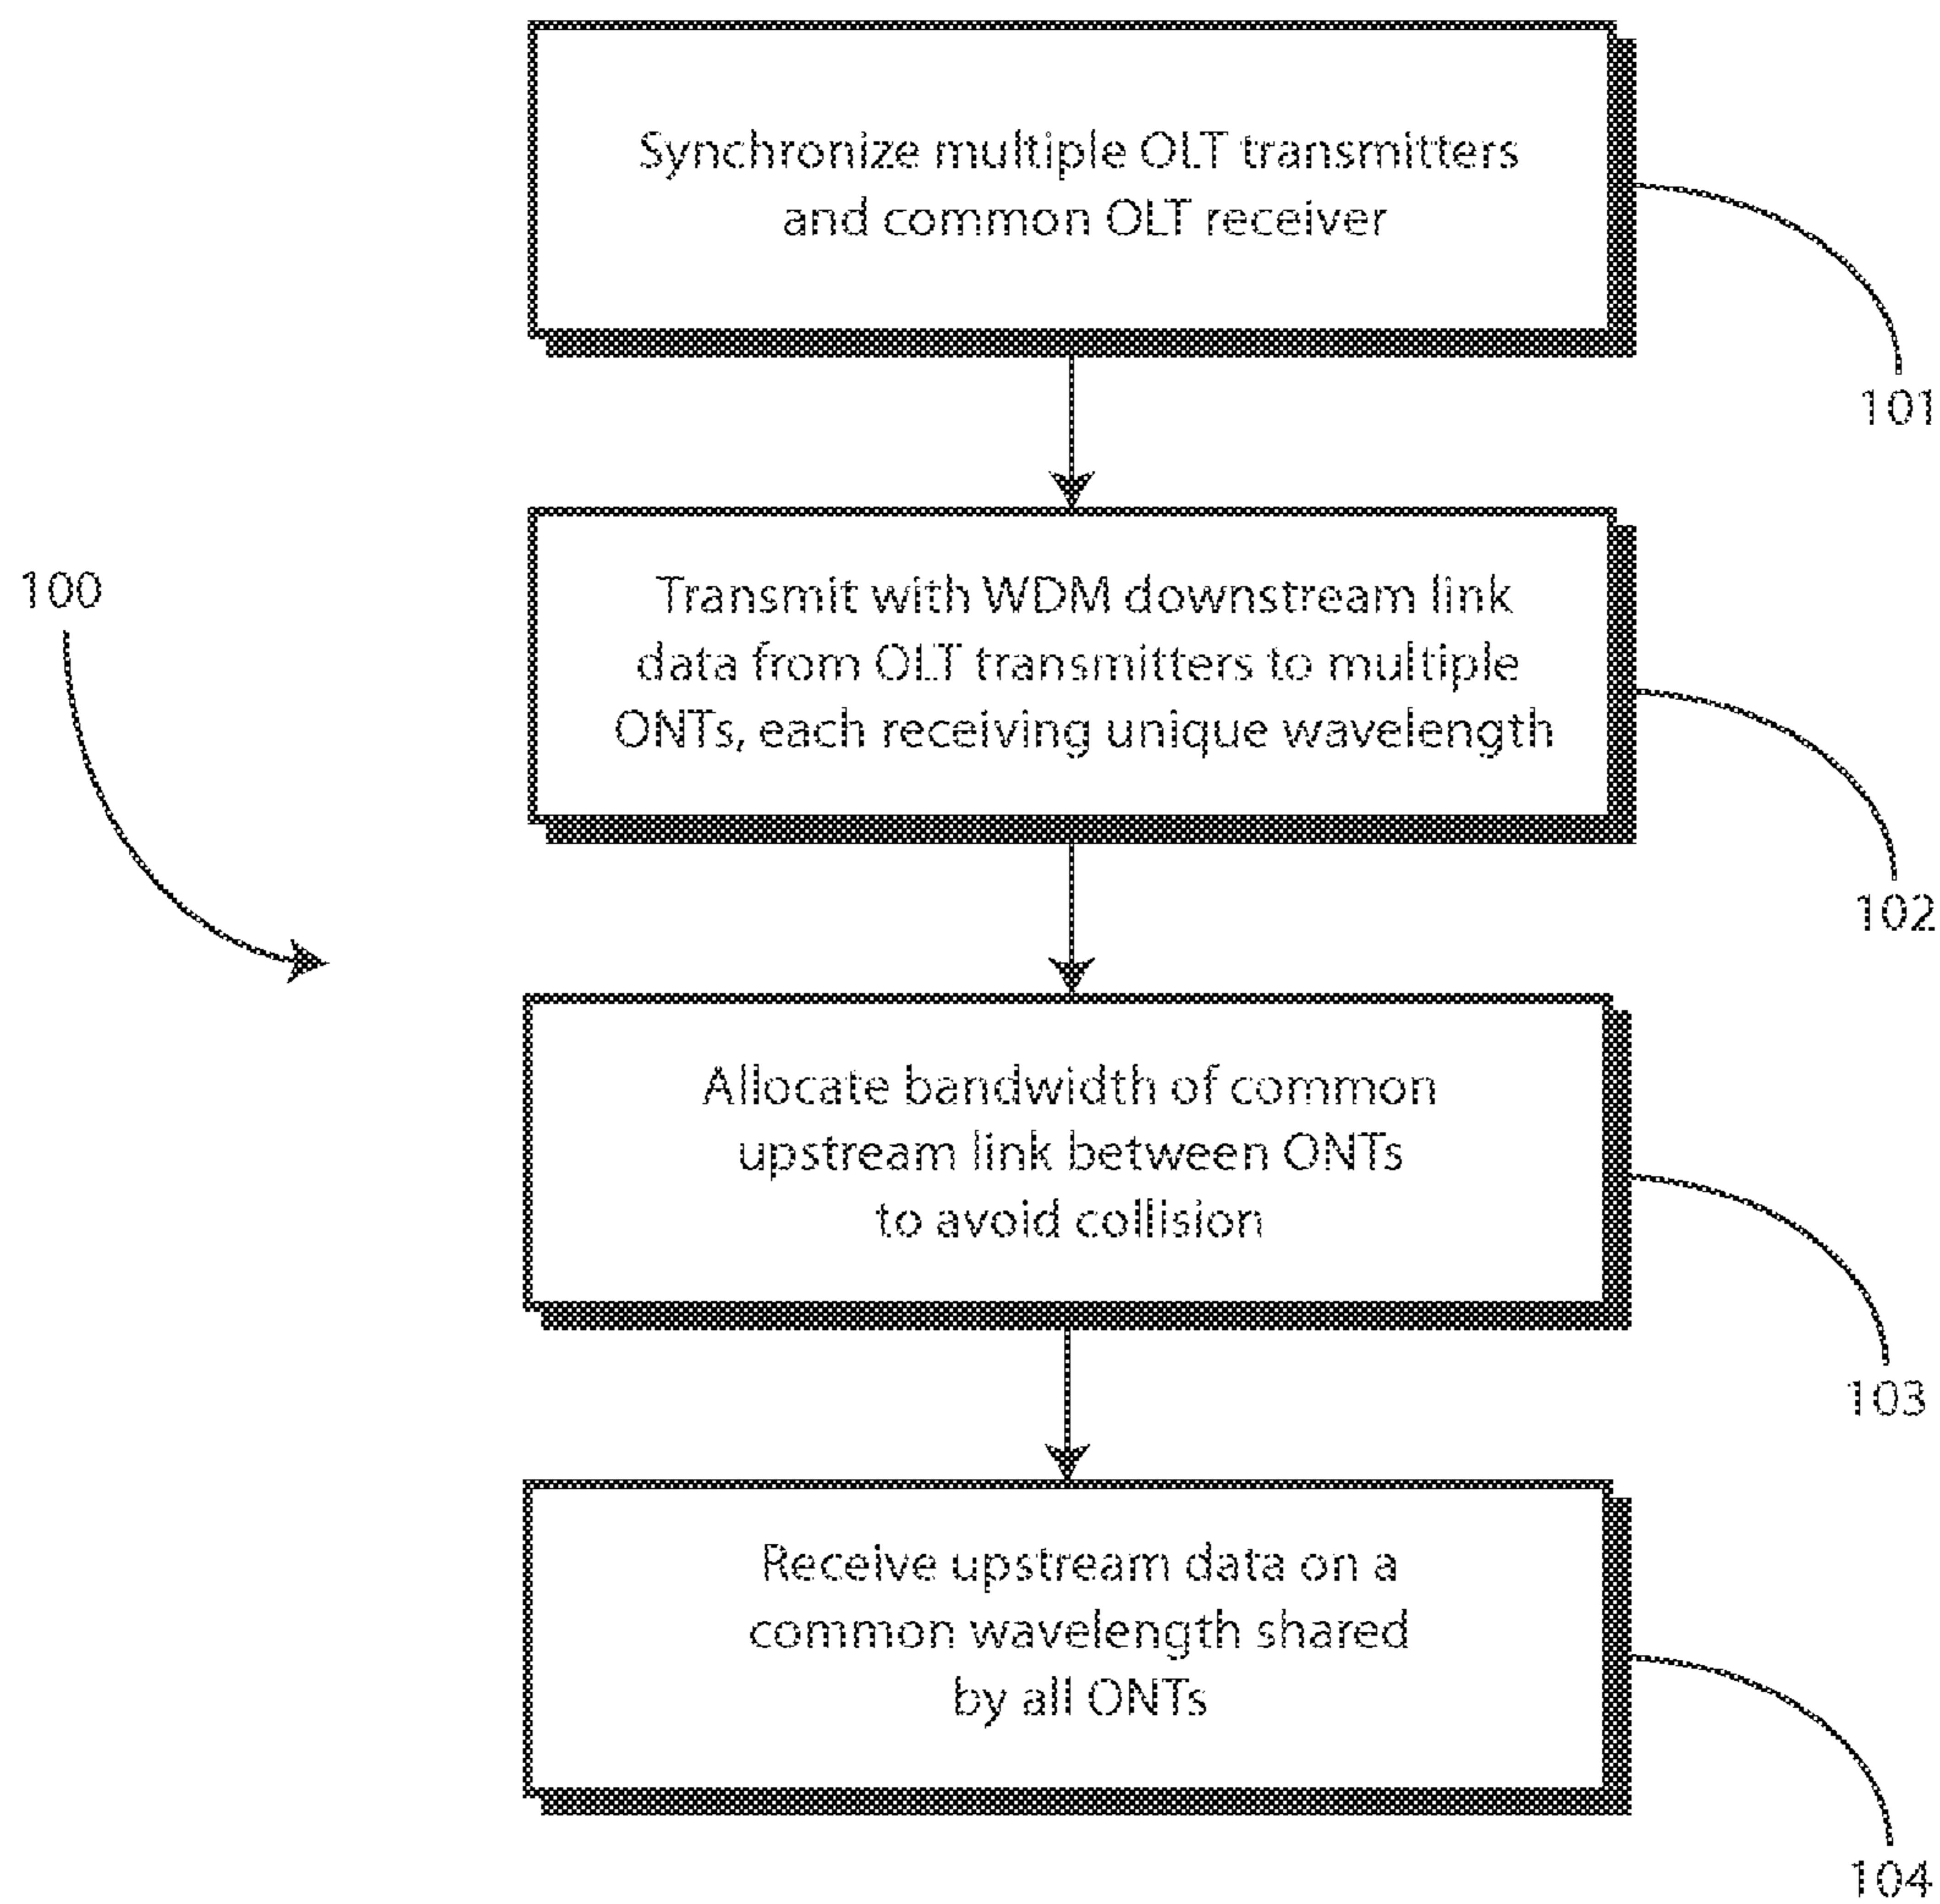 Synchronize multiple OLT transmitters
and common OLT receiver
101
100
Transmit with WDM downstream link
data from OLT transmitters to multiple
ONTs, each receiving unique wavelength
102
Allocate bandwidth of common
upstream link between ONTs
to avoid collision
103
Receive upstream data on a
common wavelength shared
by all ONTs
104